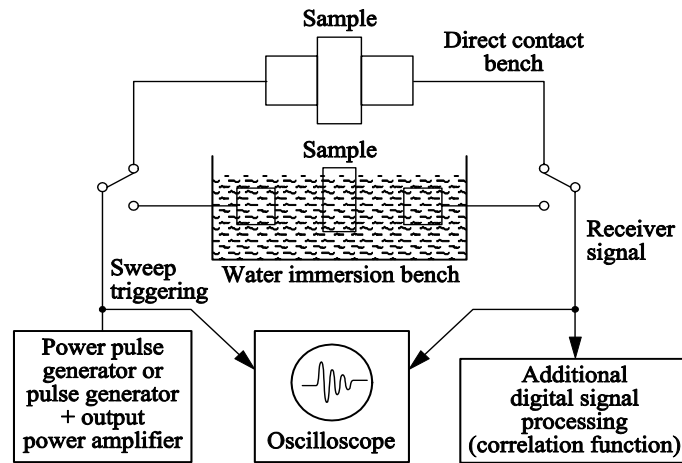 Sample
Direct contact
bench
Sample
Receiver
signal
Sweep
triggering
Water immersion bench
Power pulse
generator or
pulse generator
+ output
power amplifier
Oscilloscope
Additional
digital signal
processing
(correlation function)